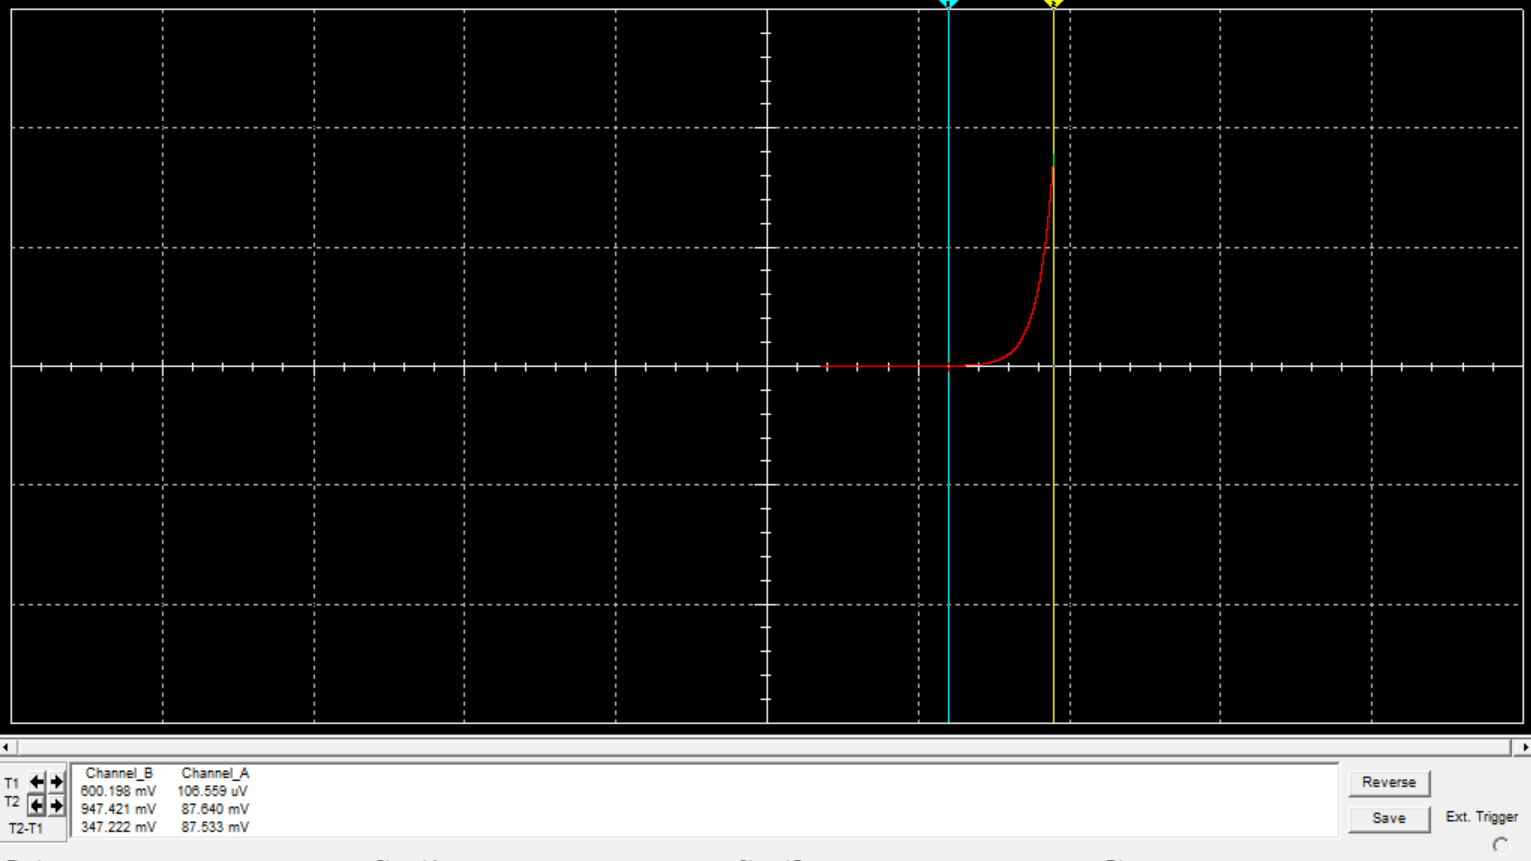 Channel_B Channel_A
T1 600.198 mV 106.559 uV
T2 947.421 mV 87.640 mV
T2-T1 347.222 mV 87.533 mV
Reverse
Save Ext. Trigger